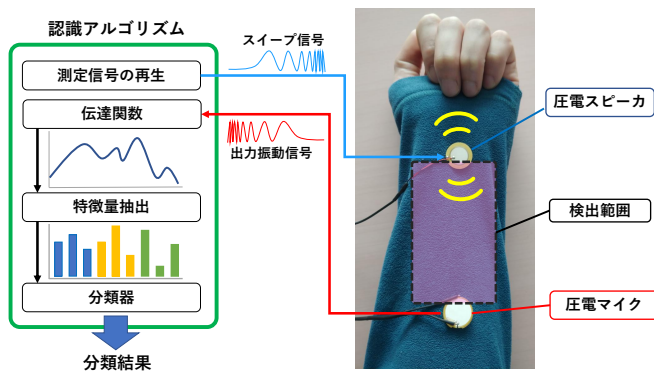 認識アルゴリズム
測定信号の再生
伝達関数
特徴量抽出
分類器
分類結果
スイープ信号
出力振動信号
圧電スピーカ
検出範囲
圧電マイク